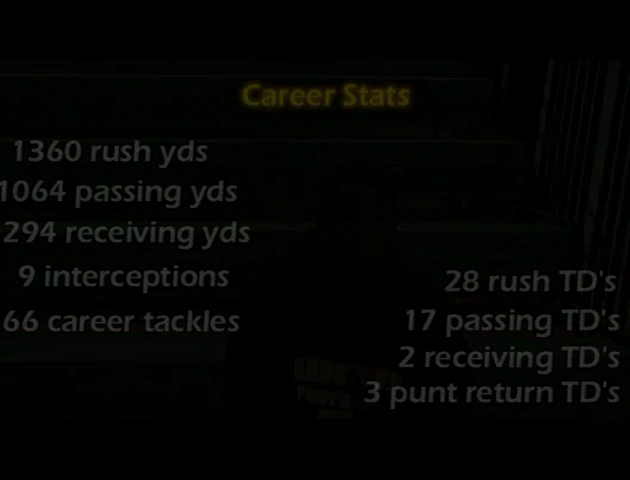 Career Stats
1360 rush yds
1064 passing yds
294 receiving yds
9 interceptions
66 career tackles
28 rush TD's
17 passing TD's
2 receiving TD's
3 punt return TD's